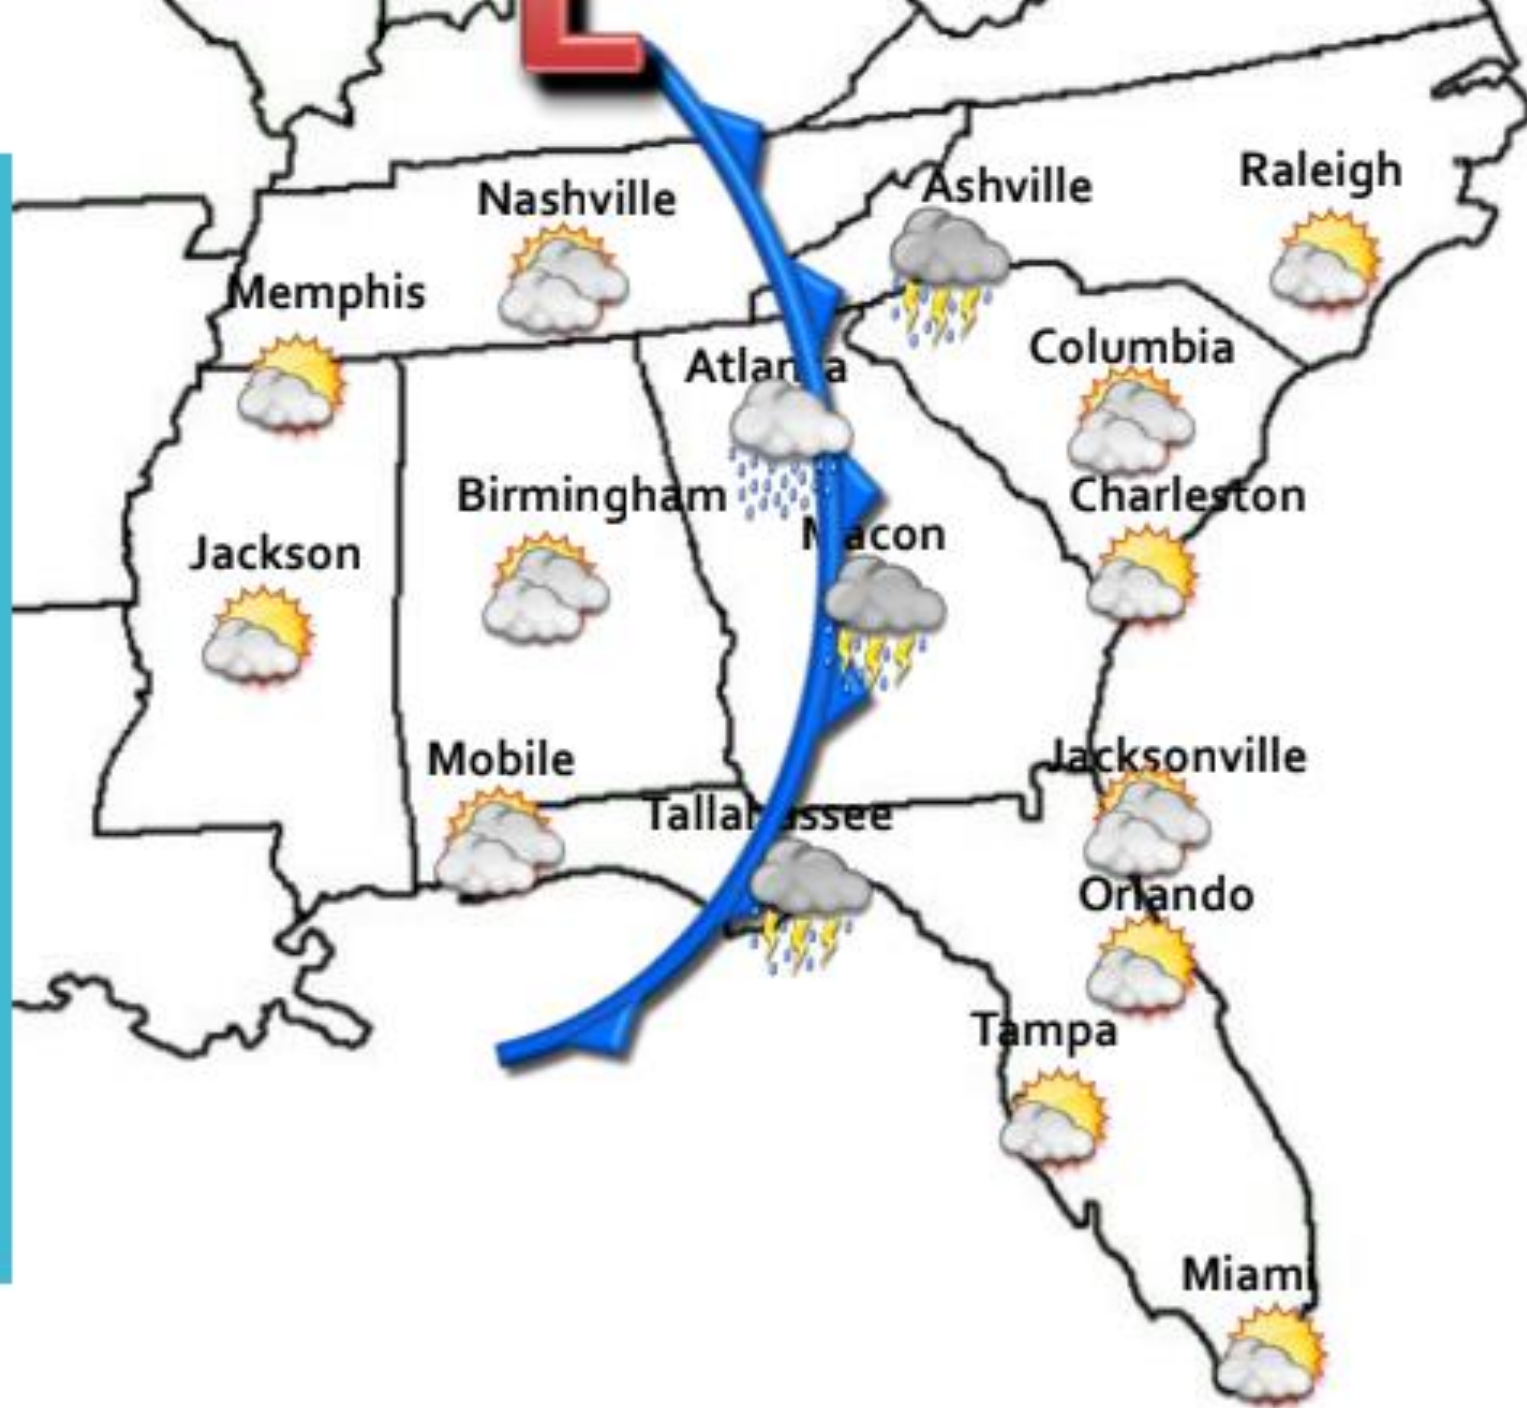 L
Ashville
Raleigh
Nashville
Memphis
Columbia
Atlanta
Birmingham
Charleston
Macon
Jackson
Jacksonville
Mobile
Tallahassee
Orlando
Tampa
Miami